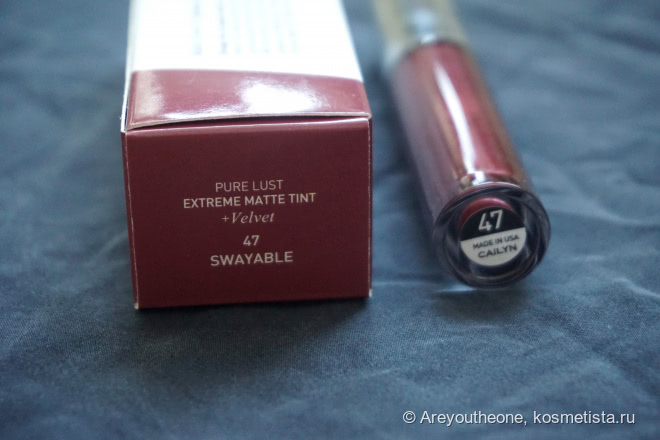 PURE LUST
EXTREME MATTE TINT
+Velvet
47
SWAYABLE
47
MADE IN USA
CAILYN
© Areyoutheone, kosmetista.ru